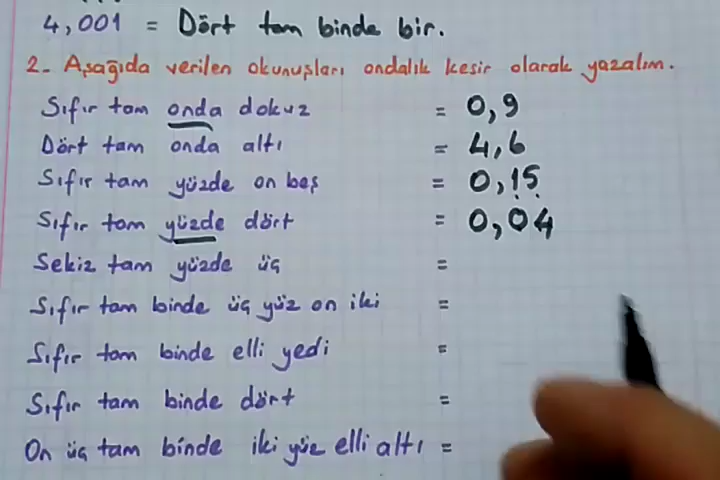 4,001 = Dört tam binde bir.
2- Aşağıda verilen okunuşları ondalık kesir olarak yazalım.
Sıfır tam onda dokuz = 0,9
Dört tam onda altı = 4,6
Sıfır tam yüzde on beş = 0,15
Sıfır tam yüzde dört = 0,04
Sekiz tam yüzde üç =
Sıfır tam binde üç yüz on iki =
Sıfır tam binde elli yedi =
Sıfır tam binde dört =
On üç tam binde iki yüz elli altı =